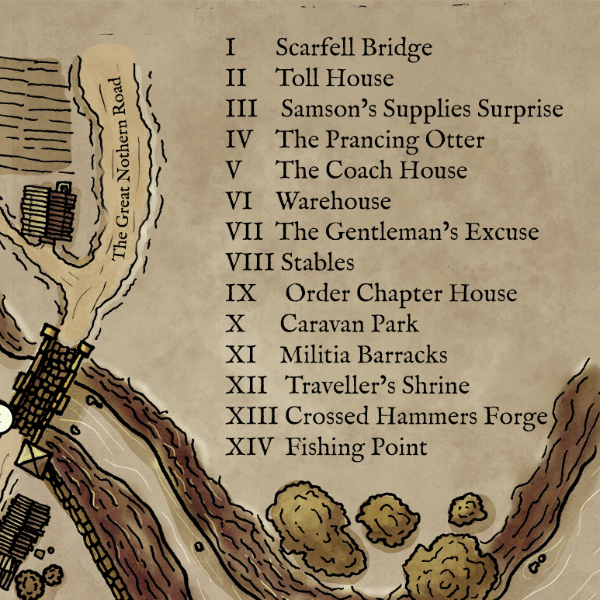 The Great Nothern Road
I Scarfell Bridge
II Toll House
III Samson's Supplies Surprise
IV The Prancing Otter
V The Coach House
VI Warehouse
VII The Gentleman's Excuse
VIII Stables
IX Order Chapter House
X Caravan Park
XI Militia Barracks
XII Traveller's Shrine
XIII Crossed Hammers Forge
XIV Fishing Point